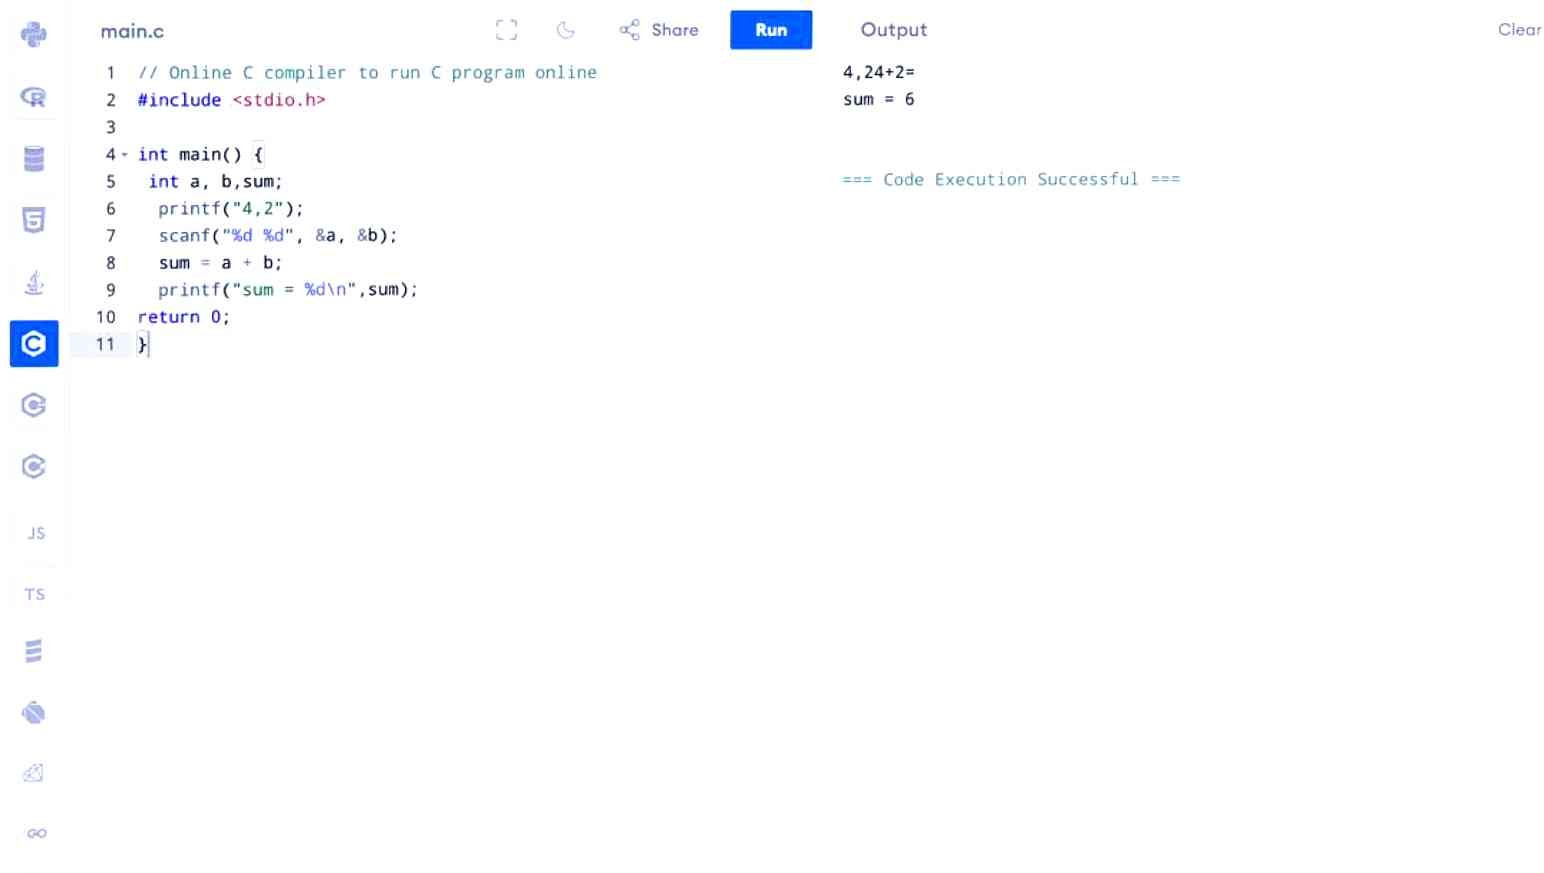 main.c
Share
Run
Output
Clear
1 // Online C compiler to run C program online
2 #include <stdio.h>
3
4 int main() {
5 int a, b,sum;
6 printf("4,2");
7 scanf("%d %d", &a, &b);
8 sum = a + b;
9 printf("sum = %d\n",sum);
10 return 0;
11 }
4,24+2=
sum = 6
=== Code Execution Successful ===
R
5
C
JS
TS
GO